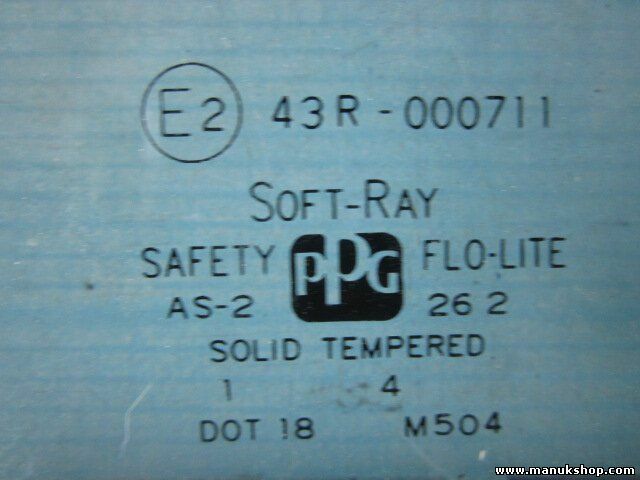 E2 43R-000711
SOFT-RAY
SAFETY PPG FLO-LITE
AS-2 26 2
SOLID TEMPERED
1 4
DOT 18 M504
www.manukshop.com